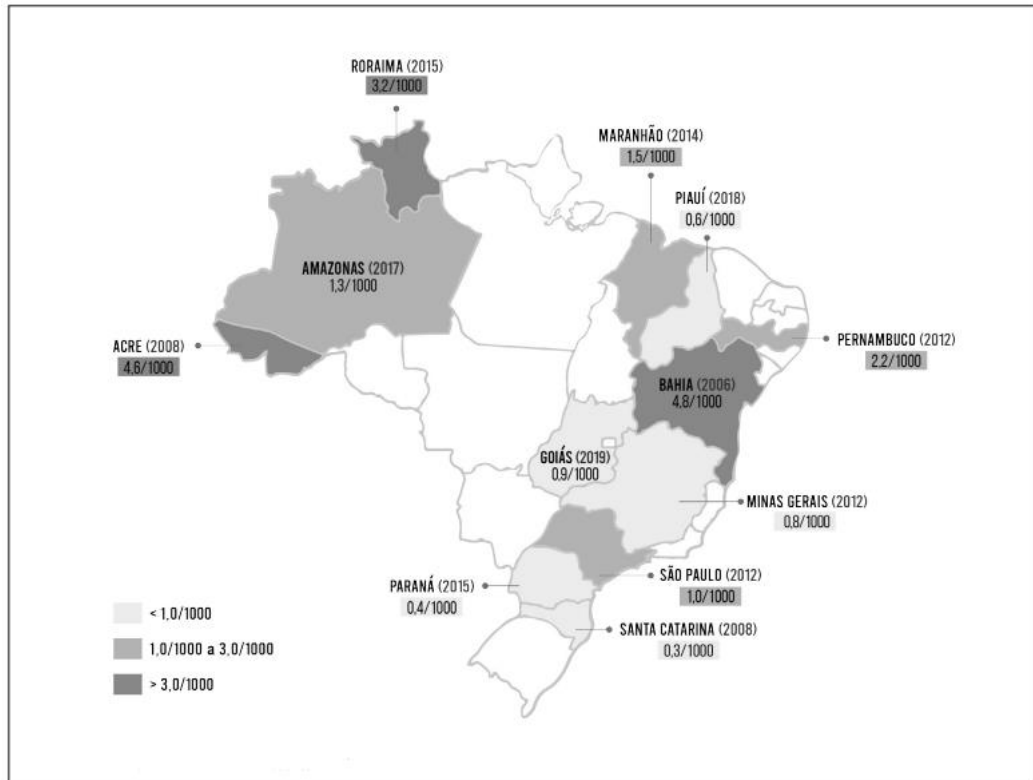 RORAIMA (2015)
3,2/1000
MARANHÃO (2014)
1,5/1000
PIAUÍ (2018)
0,6/1000
AMAZONAS (2017)
1,3/1000
ACRE (2008)
4,6/1000
PERNAMBUCO (2012)
2,2/1000
BAHIA (2006)
4,8/1000
GOIÁS (2019)
0,9/1000
MINAS GERAIS (2012)
0,8/1000
SÃO PAULO (2012)
1,0/1000
PARANÁ (2015)
0,4/1000
SANTA CATARINA (2008)
0,3/1000
< 1,0/1000
1,0/1000 a 3,0/1000
> 3,0/1000